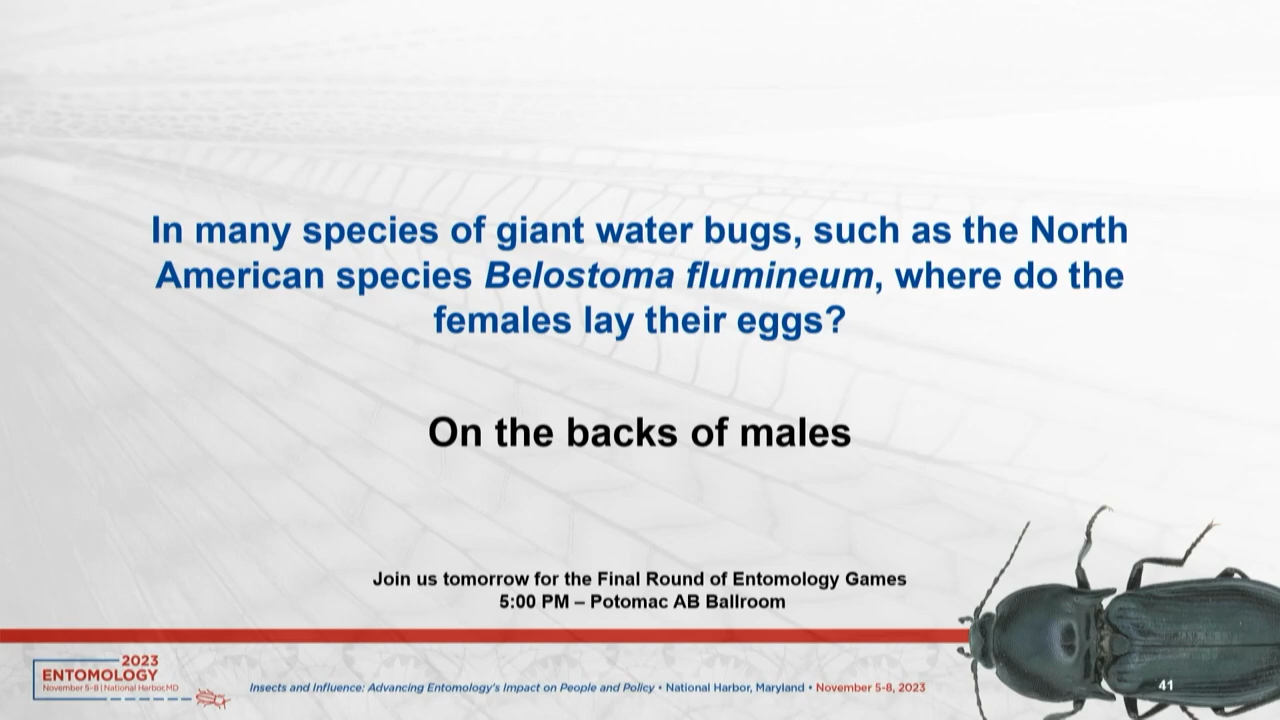 In many species of giant water bugs, such as the North
American species Belostoma flumineum, where do the
females lay their eggs?
On the backs of males
Join us tomorrow for the Final Round of Entomology Games
5:00 PM – Potomac AB Ballroom
2023
ENTOMOLOGY
November 5-8 | National Harbor, MD
Insects and Influence: Advancing Entomology's Impact on People and Policy • National Harbor, Maryland • November 5-8, 2023
41